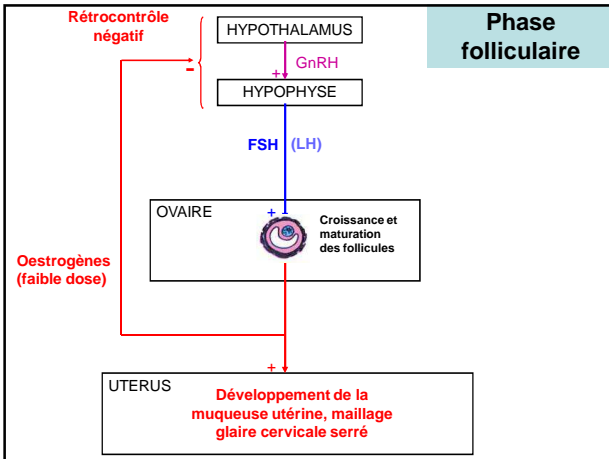 Rétrocontrôle
négatif
HYPOTHALAMUS
Phase
folliculaire
-
+
GnRH
HYPOPHYSE
FSH (LH)
OVAIRE
+
Croissance et
maturation
des follicules
Oestrogènes
(faible dose)
+
UTERUS
Développement de la
muqueuse utérine, maillage
glaire cervicale serré